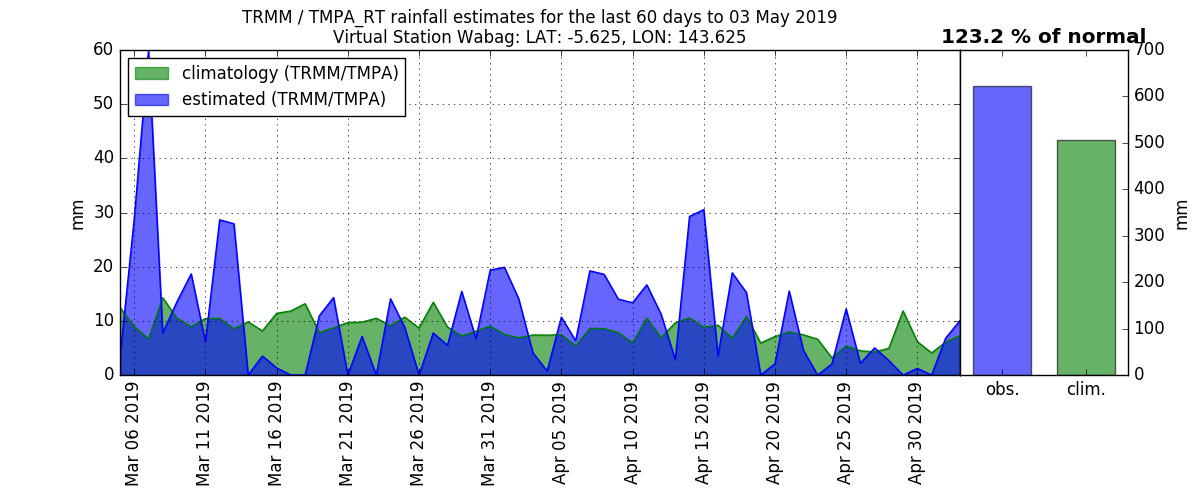 TRMM / TMPA_RT rainfall estimates for the last 60 days to 03 May 2019
Virtual Station Wabag: LAT: -5.625, LON: 143.625
123.2 % of normal
climatology (TRMM/TMPA)
estimated (TRMM/TMPA)
60
50
40
30
20
10
0
mm
Mar 06 2019
Mar 11 2019
Mar 16 2019
Mar 21 2019
Mar 26 2019
Mar 31 2019
Apr 05 2019
Apr 10 2019
Apr 15 2019
Apr 20 2019
Apr 25 2019
Apr 30 2019
700
600
500
400
300
200
100
0
mm
obs.
clim.